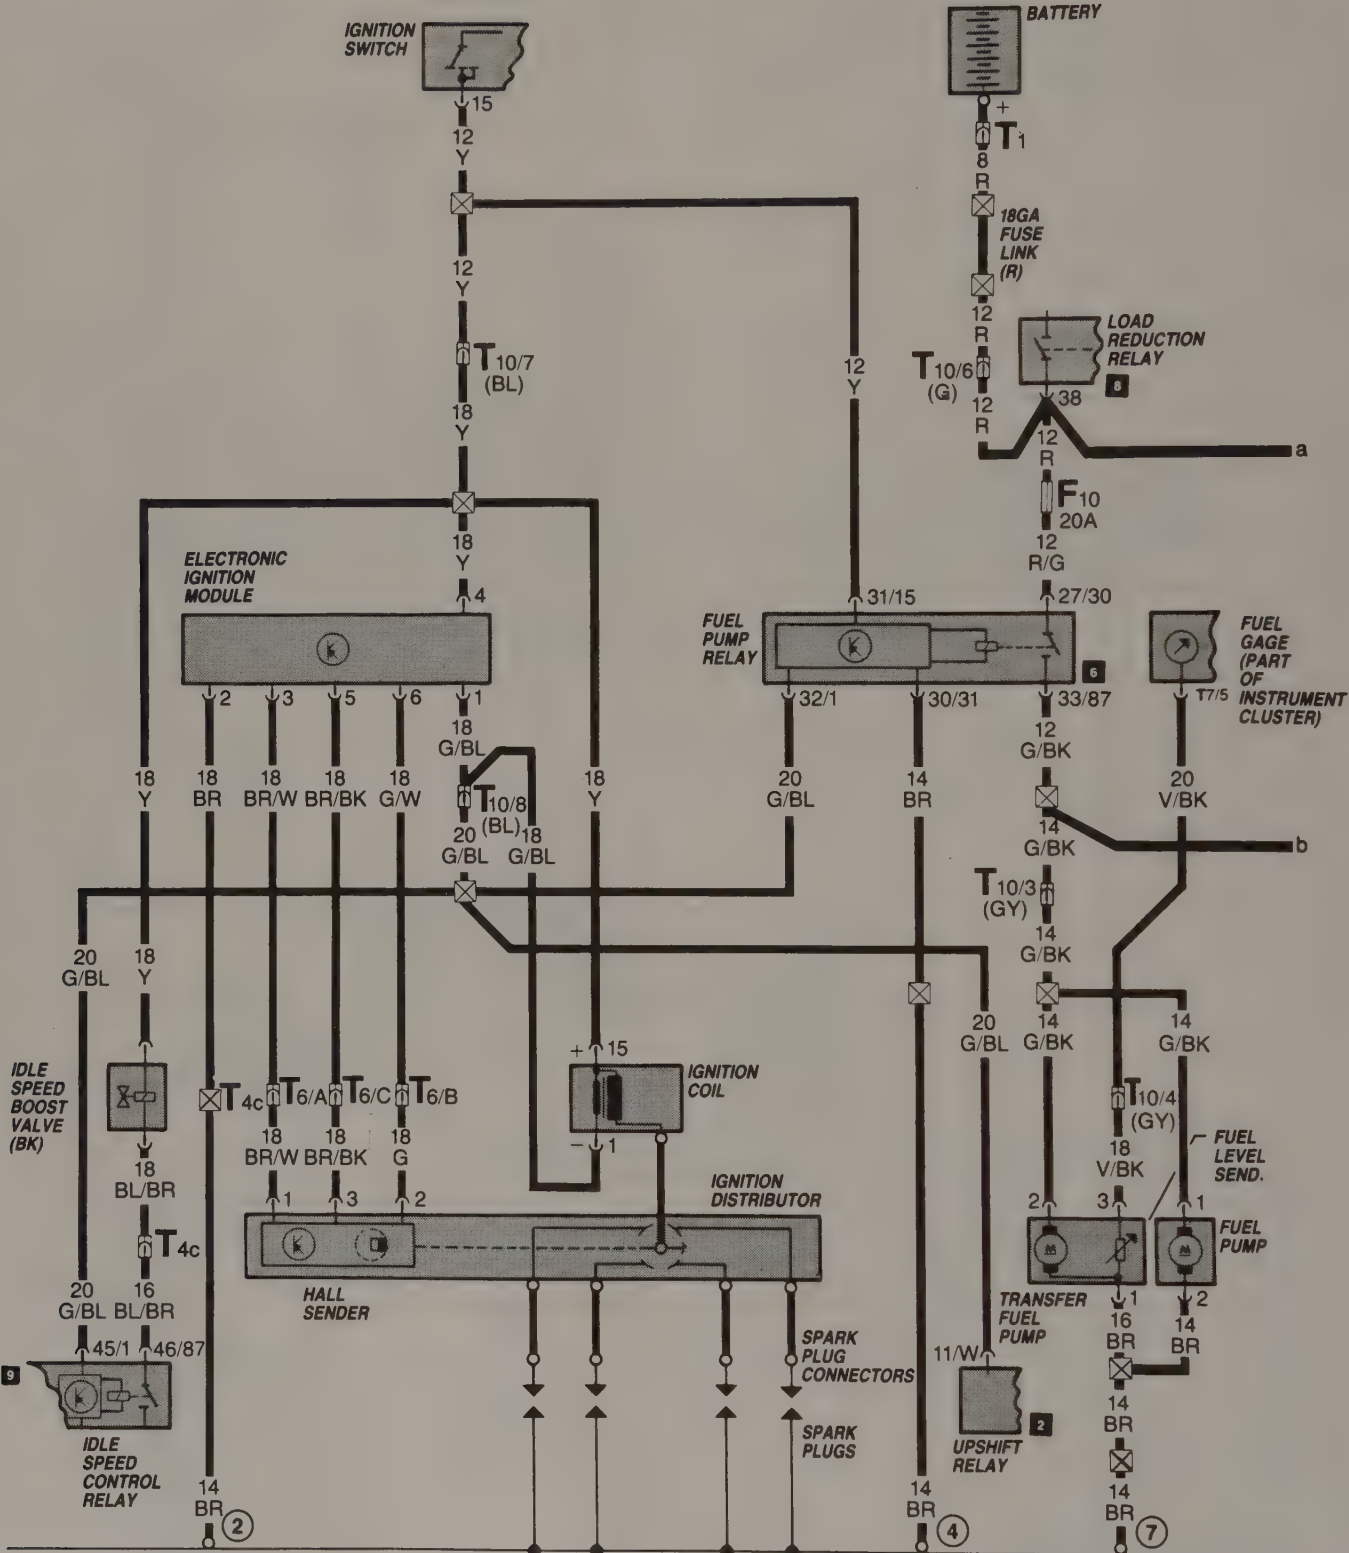 IGNITION
SWITCH
BATTERY
15
+
T1
12
Y
8
R
18GA
FUSE
LINK
(R)
12
Y
12
R
LOAD
REDUCTION
RELAY
8
T10/7
(BL)
12
Y
T10/6
(G)
38
12
R
12
R
a
18
Y
F10
20A
18
Y
12
R/G
ELECTRONIC
IGNITION
MODULE
4
31/15
27/30
FUEL
PUMP
RELAY
6
FUEL
GAGE
(PART
OF
INSTRUMENT
CLUSTER)
T7/5
2
3
5
6
1
32/1
30/31
33/87
18
G/BL
12
G/BK
18
Y
18
BR
18
BR/W
18
BR/BK
18
G/W
T10/8
(BL)
18
Y
20
G/BL
14
BR
20
V/BK
20
G/BL
18
G/BL
14
G/BK
b
T10/3
(GY)
20
G/BL
18
Y
14
G/BK
20
G/BL
14
G/BK
14
G/BK
IDLE
SPEED
BOOST
VALVE
(BK)
+
15
IGNITION
COIL
T4c
T6/A
T6/C
T6/B
T10/4
(GY)
18
BR/W
18
BR/BK
18
G
–
1
FUEL
LEVEL
SEND.
18
BL/BR
18
V/BK
1
3
2
IGNITION
DISTRIBUTOR
2
3
1
T4c
M
M
FUEL
PUMP
HALL
SENDER
TRANSFER
FUEL
PUMP
1
2
20
G/BL
16
BL/BR
16
BR
14
BR
45/1
46/87
9
SPARK
PLUG
CONNECTORS
11/W
14
BR
2
SPARK
PLUGS
UPSHIFT
RELAY
IDLE
SPEED
CONTROL
RELAY
14
BR
2
14
BR
4
14
BR
7